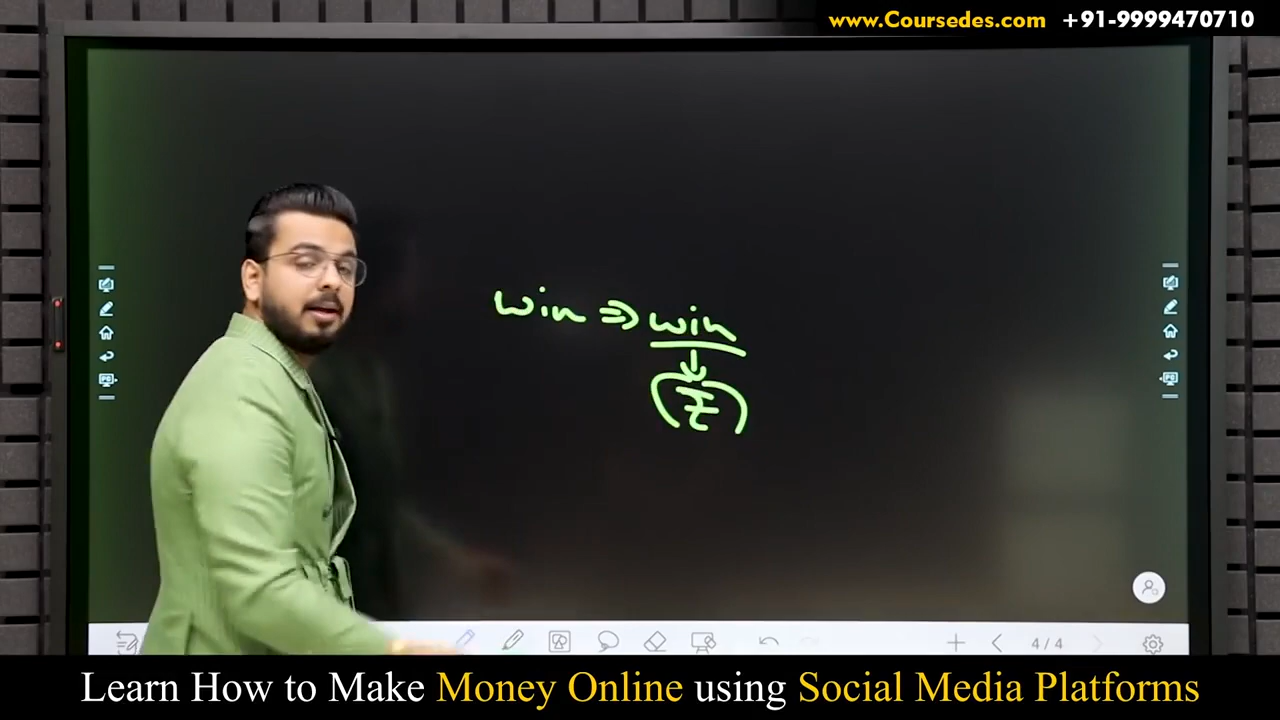 www.Coursedes.com +91-9999470710
win ⇒ win
↓
4/4
Learn How to Make Money Online using Social Media Platforms